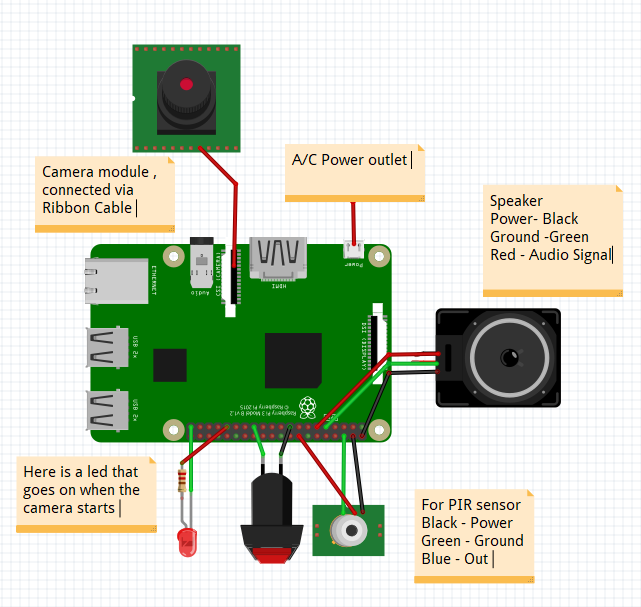 Camera module ,
connected via
Ribbon Cable
A/C Power outlet
Speaker
Power- Black
Ground -Green
Red - Audio Signal
ETHERNET
Audio
CSI (CAMERA)
HDMI
Power
USB 2x
DSI (DISPLAY)
USB 2x
Raspberry Pi 3 Model B v1.2
© Raspberry Pi 2015
Here is a led that
goes on when the
camera starts
For PIR sensor
Black - Power
Green - Ground
Blue - Out